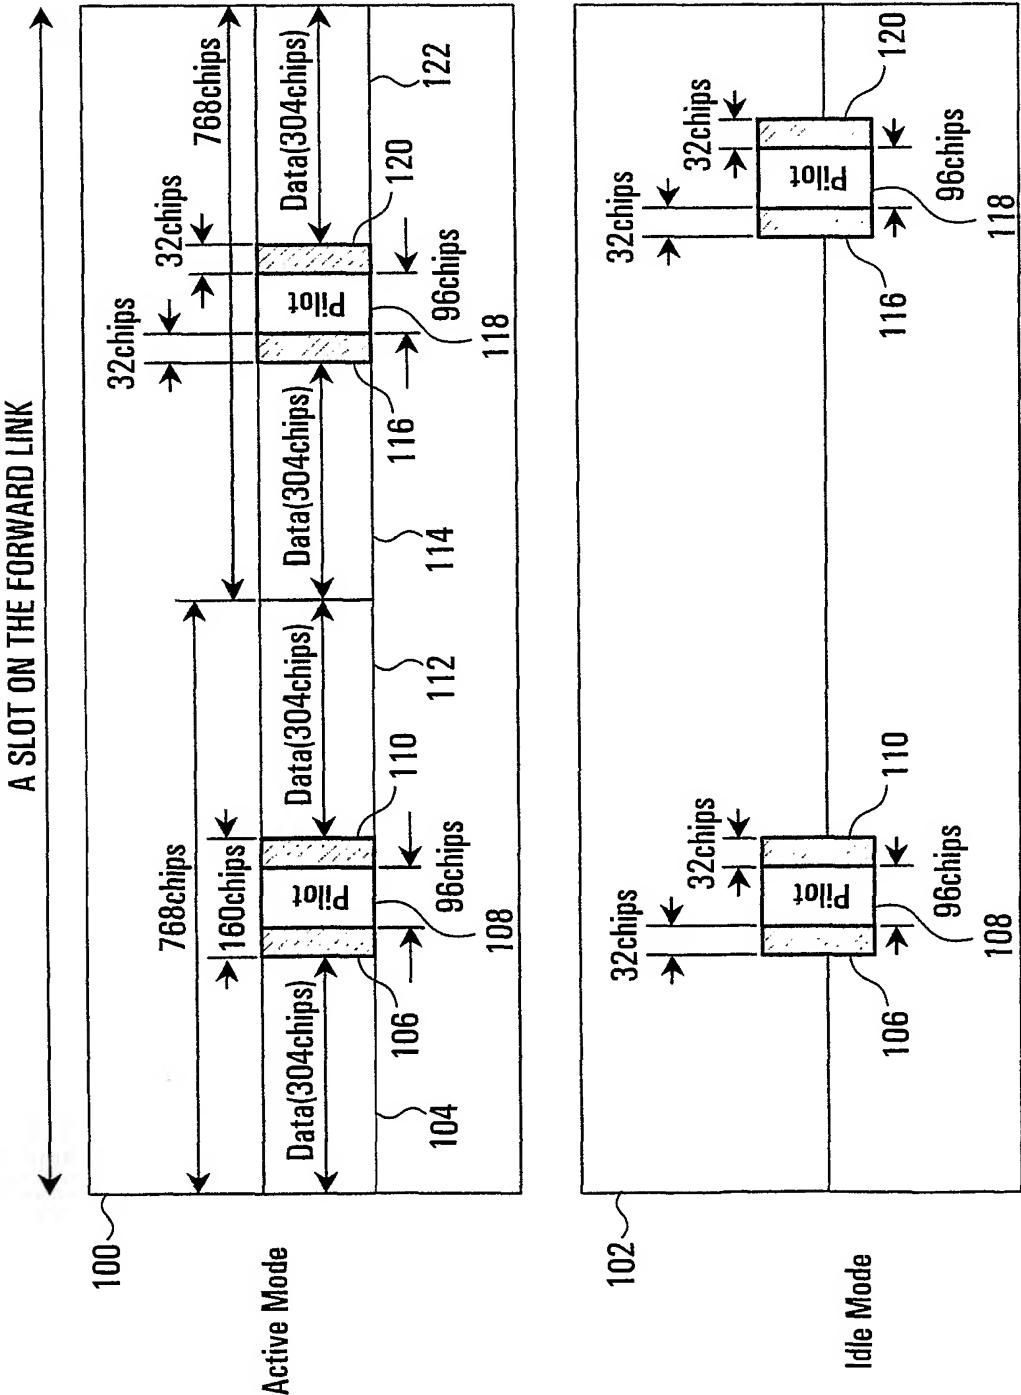 A SLOT ON THE FORWARD LINK
100
Active Mode
768chips
768chips
160chips
32chips
32chips
Data(304chips)
Pilot
Data(304chips)
Data(304chips)
Pilot
Data(304chips)
96chips
96chips
104
106
108
110
112
114
116
118
120
122
102
Idle Mode
32chips
32chips
32chips
32chips
Pilot
Pilot
96chips
96chips
106
108
110
116
118
120